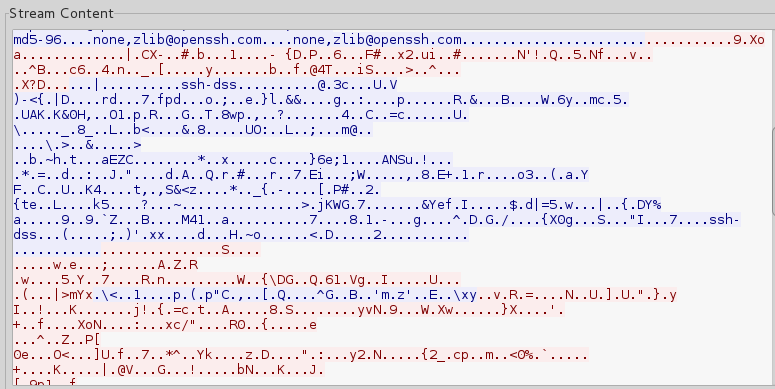 Stream Content
md5-96....none,zlib@openssh.com....none,zlib@openssh.com.......................................9.Xo
a...........|.CX-..#.b...1....- {D.P..6...F#..x2.ui..#.......N'!.Q..5.Nf...v..
..^B...c6..4.n.._.[.....y.......b..f.@4T...iS....>..^...
.X?D......|..........ssh-dss..........@.3c...U.V
)-<{.|D....rd...7.fpd...o.;..e.}l.&&....g..:....p......R.&...B....W.6y..mc.5.
.UAK.K&0H,..O1.p.R...G..T.8wp.,..?.......4..C..=c......U.
\....._.8_..L..b<....&.8.....U0:..L..;...m@..
....\.>..&.....>
..b.~h.t...aEZC........*..x.....c....}6e;1....ANSu.!...
.*.=..d..:..J."....d.A..Q.r.#...r..7.Ei...;W.....,.8.E+.1.r....o3..(.a.Y
F..C..U..K4....t,.,S&<z....*.._{.-....[.P#..2.
{te..L....k5....?...~...............>.jKWG.7.......&Yef.I.....$.d|=5.w...|..{.DY%
a.....9..9.`Z...B....M41..a..........7....8.1.-...g....^.D.G./....{X0g...S..."I...7....ssh-
dss...(....;.)'.xx....d...H.~o......<.D.....2...........
..........................S....
.....w.e...;......A.Z.R
.w....5.Y..7....R.n.........W..{\DG..Q.61.Vg..I.....U...
.(...|>mYx.\<..1....p.(.p"C.,..[.Q....^G..B..'m.z'..E..\xy..v.R.=....N..U.].U.".}.y
I..!...K.......j!.{.=c.t..A.....8.S........yvN.9...W.Xw......}X....'.
+..f....XoN....:...xc/"....R0..{.....e
...^..Z..P[
0e...O<...]U.f..7..*^..Yk....z.D....".:...y2.N.....{2_.cp..m..<0%.`.....
+....K.....|.@V...G...!.....bN...K...J.